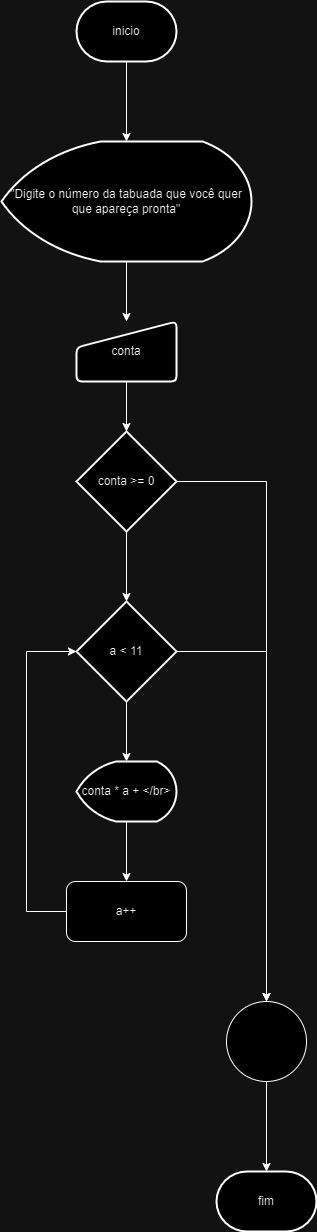 inicio
"Digite o número da tabuada que você quer
que apareça pronta"
conta
conta >= 0
a < 11
conta * a + </br>
a++
fim